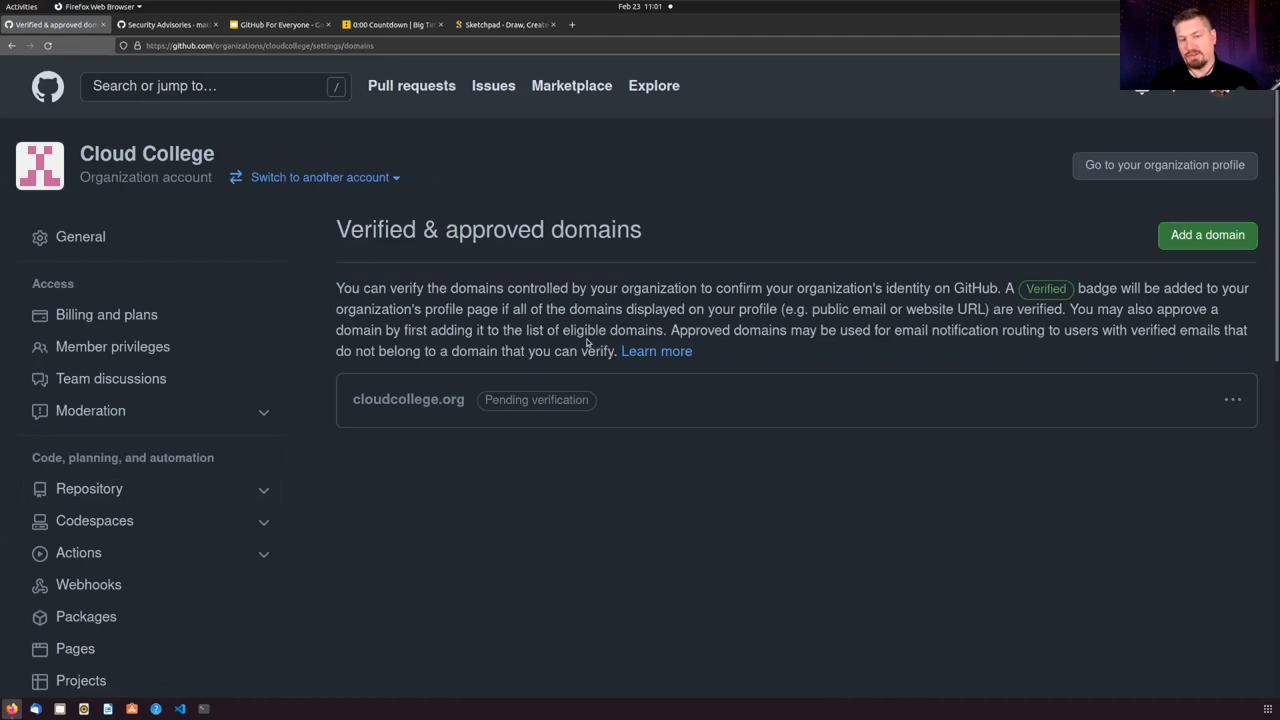 Activities
Firefox Web Browser
Feb 23 11:01
Verified & approved dom
Security Advisories · mat
GitHub For Everyone - Go
0:00 Countdown | Big Ti
Sketchpad - Draw, Create
https://github.com/organizations/cloudcollege/settings/domains
Search or jump to…
/
Pull requests
Issues
Marketplace
Explore
Cloud College
Organization account
Switch to another account
Go to your organization profile
General
Access
Billing and plans
Member privileges
Team discussions
Moderation
Code, planning, and automation
Repository
Codespaces
Actions
Webhooks
Packages
Pages
Projects
Verified & approved domains
Add a domain
You can verify the domains controlled by your organization to confirm your organization's identity on GitHub. A Verified badge will be added to your
organization's profile page if all of the domains displayed on your profile (e.g. public email or website URL) are verified. You may also approve a
domain by first adding it to the list of eligible domains. Approved domains may be used for email notification routing to users with verified emails that
do not belong to a domain that you can verify. Learn more
cloudcollege.org
Pending verification